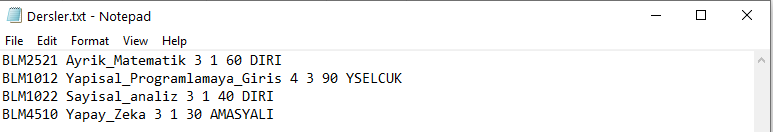 Dersler.txt - Notepad
File Edit Format View Help
BLM2521 Ayrik_Matematik 3 1 60 DIRI
BLM1012 Yapisal_Programlamaya_Giris 4 3 90 YSELCUK
BLM1022 Sayisal_analiz 3 1 40 DIRI
BLM4510 Yapay_Zeka 3 1 30 AMASYALI